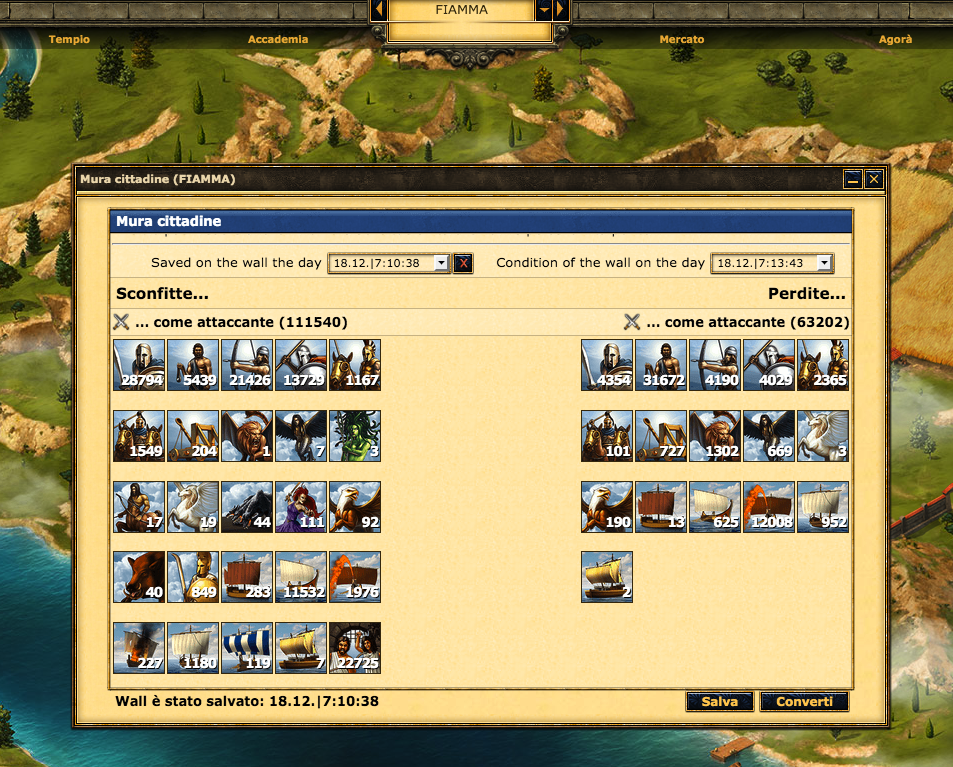 FIAMMA
Tempio Accademia Mercato Agorà
Mura cittadine (FIAMMA)
Mura cittadine
Saved on the wall the day 18.12.|7:10:38 X Condition of the wall on the day 18.12.|7:13:43
Sconfitte... Perdite...
... come attaccante (111540) ... come attaccante (63202)
28794 5439 21426 13729 1167 4354 31672 4190 4029 2365
1549 204 1 7 3 101 727 1302 669 3
17 19 44 111 92 190 13 625 12008 952
40 849 283 11532 1976 2
227 1180 119 7 22725
Wall è stato salvato: 18.12.|7:10:38 Salva Converti